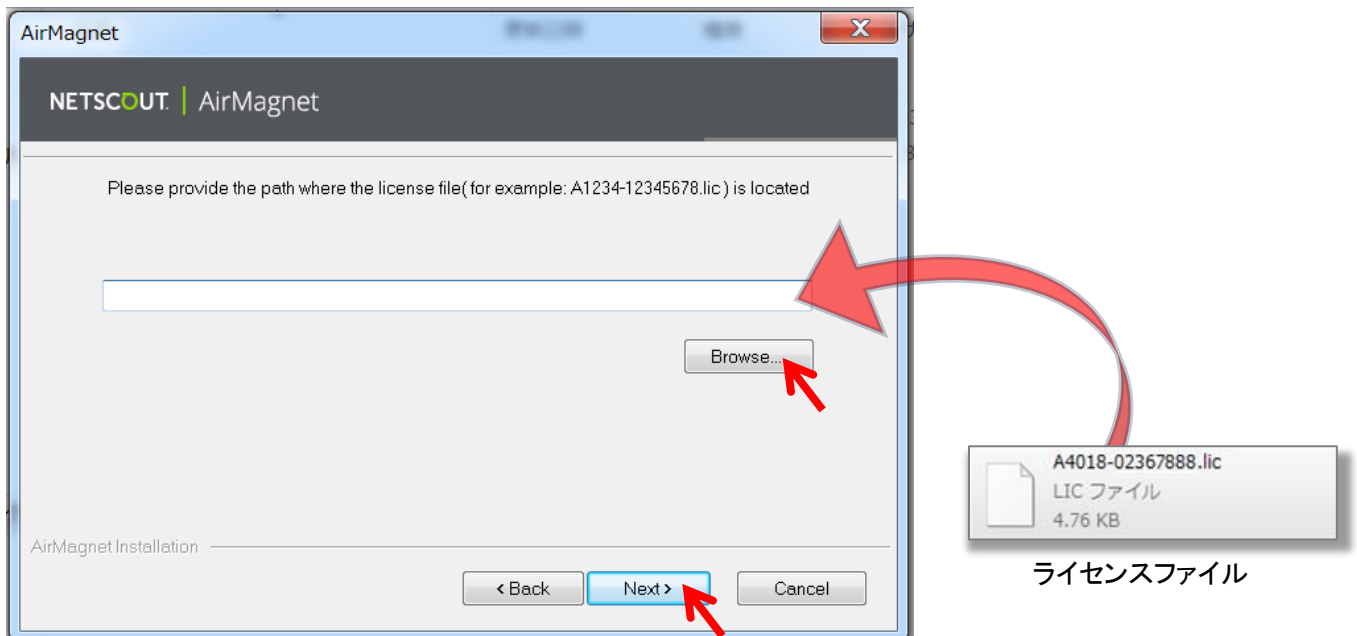 AirMagnet
NETSCOUT. | AirMagnet
Please provide the path where the license file( for example: A1234-12345678.lic ) is located
Browse...
A4018-02367888.lic
LIC ファイル
4.76 KB
ライセンスファイル
AirMagnet Installation
< Back
Next >
Cancel